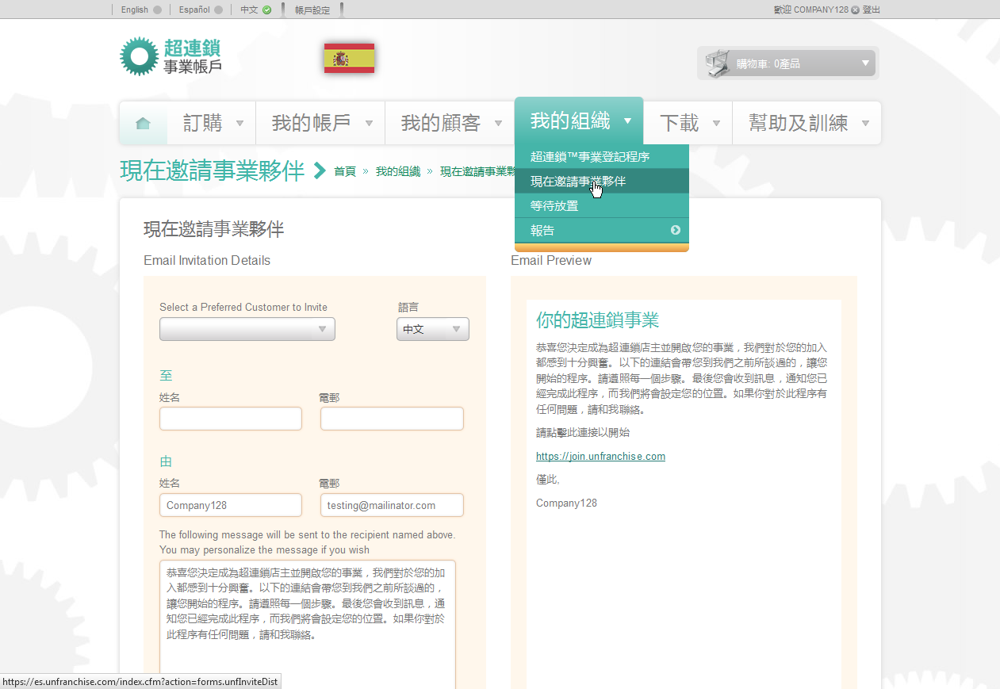 English
Español
中文
帳戶設定
歡迎 COMPANY128
登出
超連鎖
事業帳戶
購物車: 0產品
訂購
我的帳戶
我的顧客
我的組織
下載
幫助及訓練
超連鎖™事業登記程序
現在邀請事業夥伴
等待放置
報告
現在邀請事業夥伴
首頁 » 我的組織 » 現在邀請事業夥
現在邀請事業夥伴
Email Invitation Details
Select a Preferred Customer to Invite
語言
中文
至
姓名
電郵
由
姓名
電郵
Company128
testing@mailinator.com
The following message will be sent to the recipient named above.
You may personalize the message if you wish
恭喜您決定成為超連鎖店主並開啟您的事業，我們對於您的加
入都感到十分興奮。以下的連結會帶您到我們之前所談過的，
讓您開始的程序。請遵照每一個步驟。最後您會收到訊息，通
知您已經完成此程序，而我們將會設定您的位置。如果你對於
此程序有任何問題，請和我聯絡。
Email Preview
你的超連鎖事業
恭喜您決定成為超連鎖店主並開啟您的事業，我們對於您的加入
都感到十分興奮。以下的連結會帶您到我們之前所談過的，讓您
開始的程序。請遵照每一個步驟。最後您會收到訊息，通知您已
經完成此程序，而我們將會設定您的位置。如果你對於此程序有
任何問題，請和我聯絡。
請點擊此連接以開始
https://join.unfranchise.com
僅此,
Company128
https://es.unfranchise.com/index.cfm?action=forms.unfInviteDist